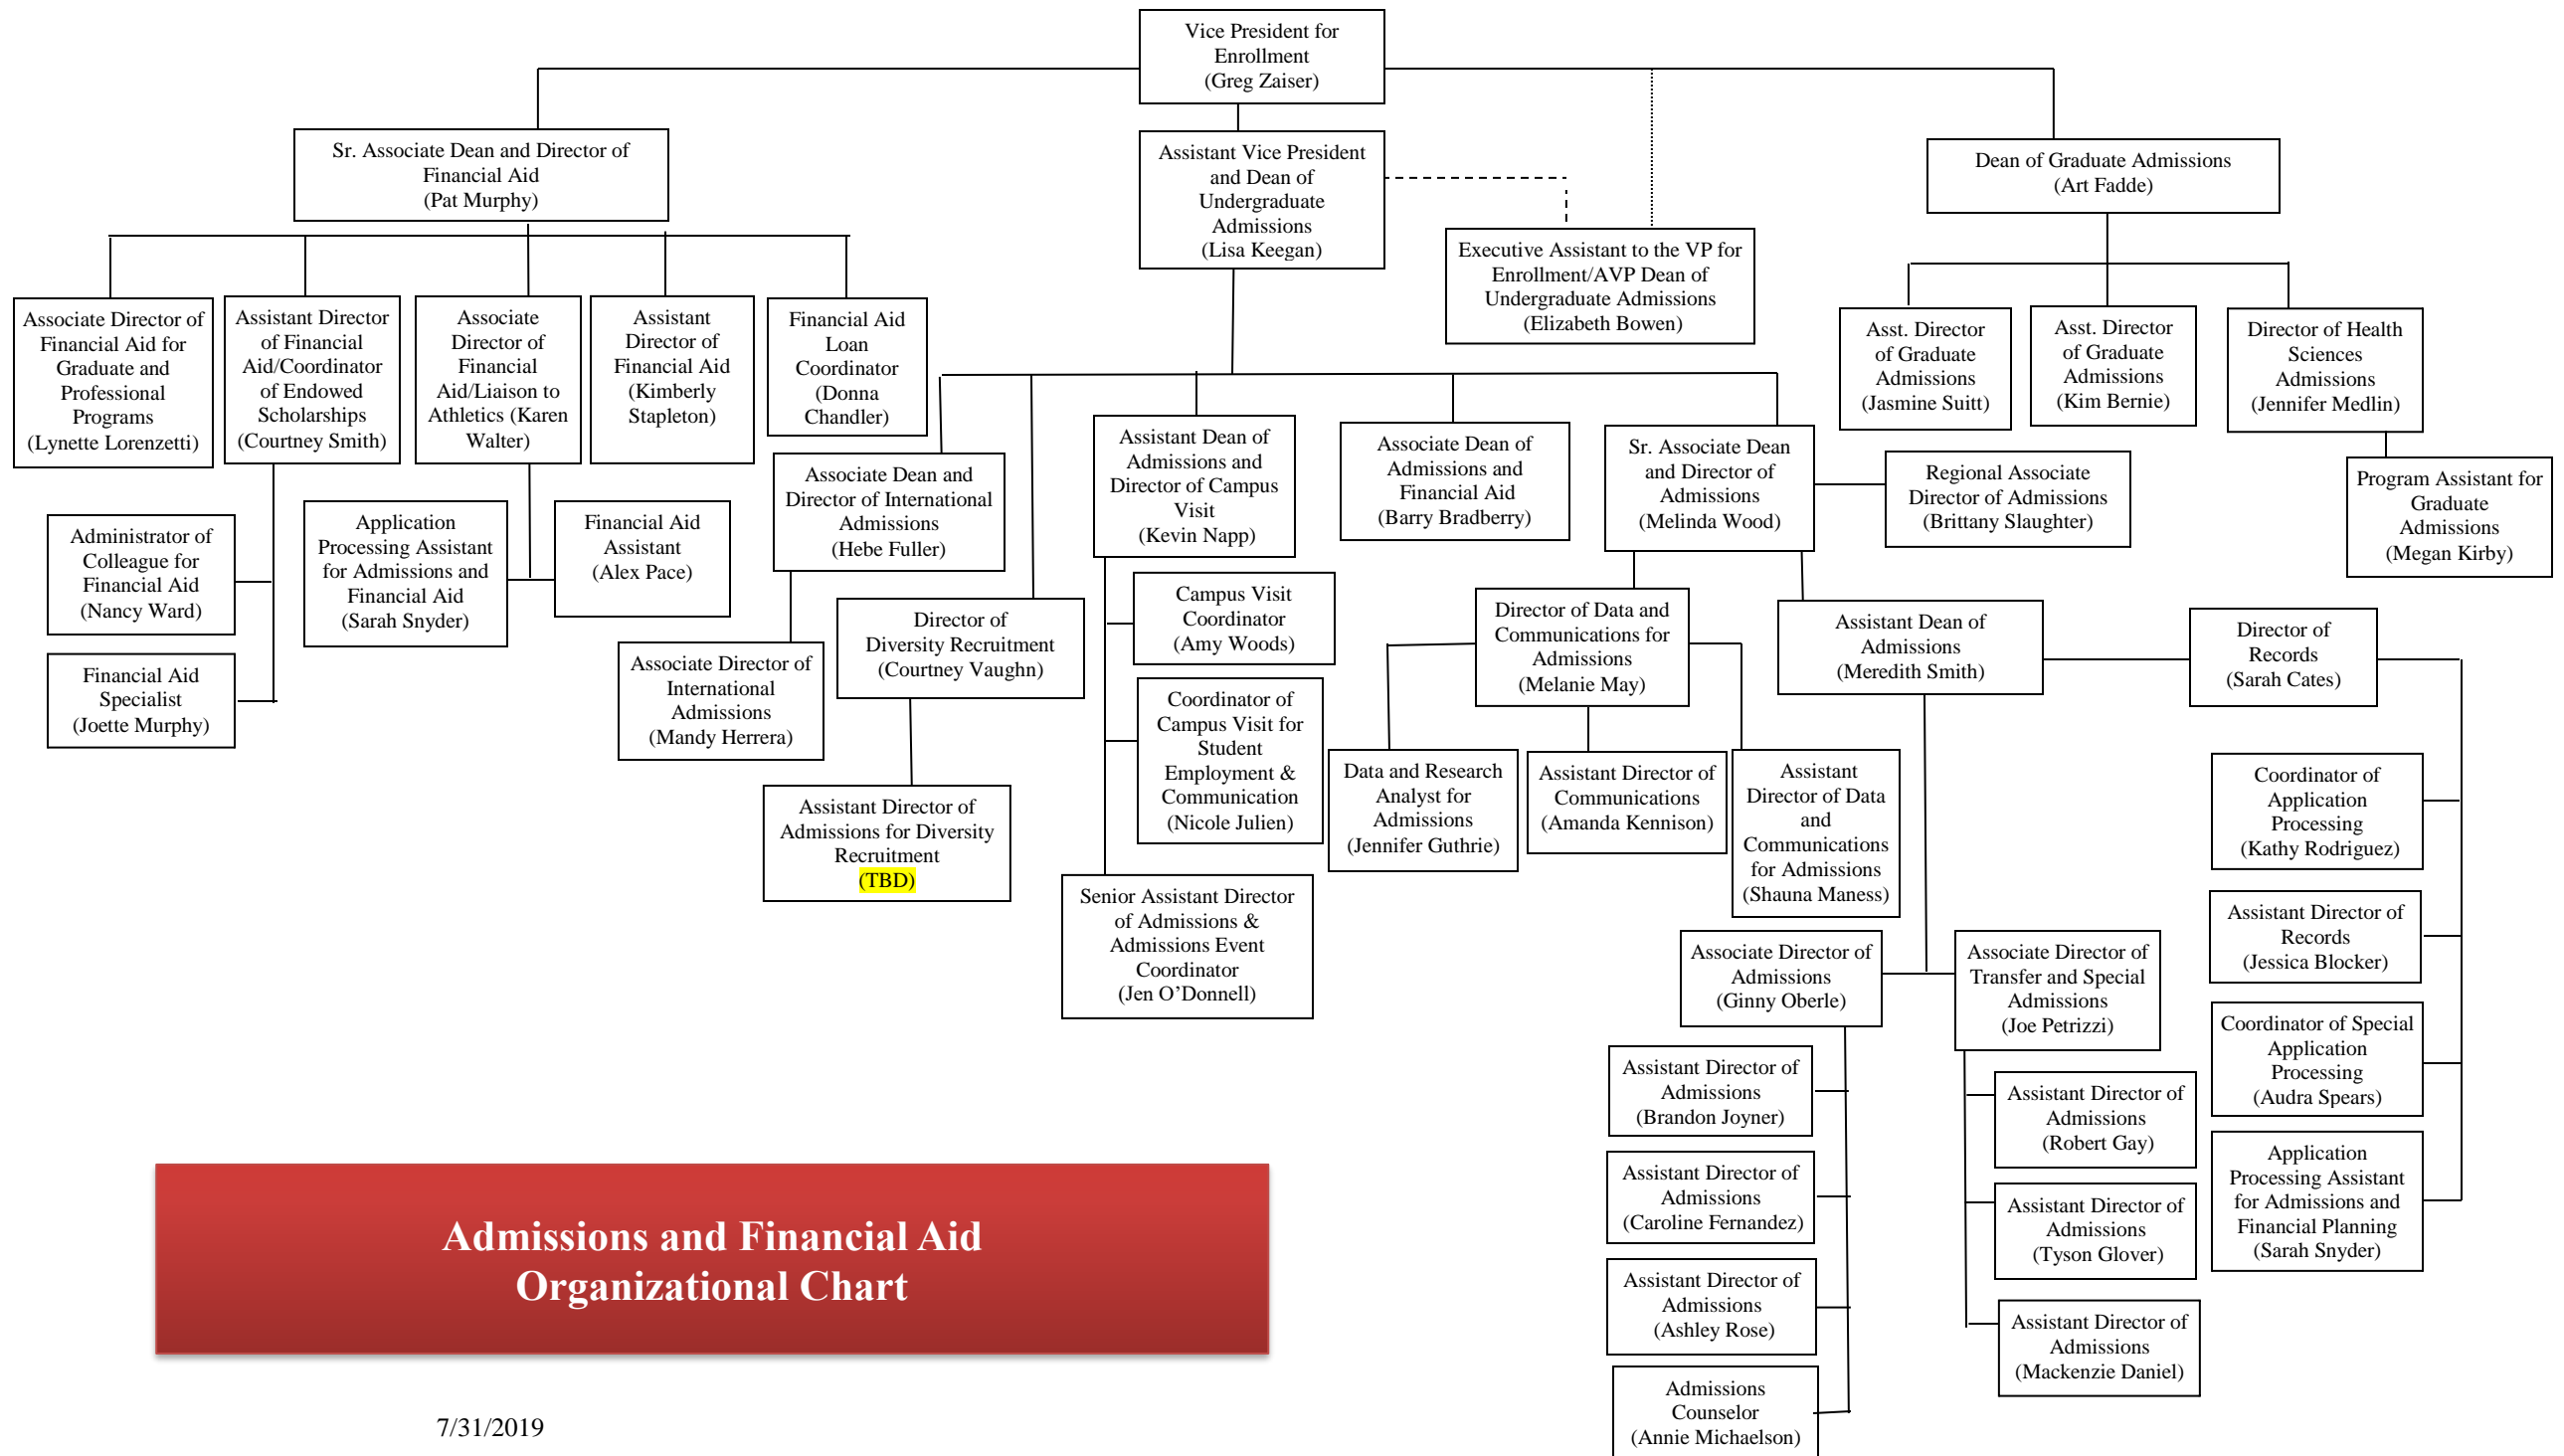 Vice President for
Enrollment
(Greg Zaiser)
Sr. Associate Dean and Director of
Financial Aid
(Pat Murphy)
Assistant Vice President
and Dean of
Undergraduate
Admissions
(Lisa Keegan)
Dean of Graduate Admissions
(Art Fadde)
Executive Assistant to the VP for
Enrollment/AVP Dean of
Undergraduate Admissions
(Elizabeth Bowen)
Associate Director of
Financial Aid for
Graduate and
Professional
Programs
(Lynette Lorenzetti)
Assistant Director
of Financial
Aid/Coordinator
of Endowed
Scholarships
(Courtney Smith)
Associate
Director of
Financial
Aid/Liaison to
Athletics (Karen
Walter)
Assistant
Director of
Financial Aid
(Kimberly
Stapleton)
Financial Aid
Loan
Coordinator
(Donna
Chandler)
Asst. Director
of Graduate
Admissions
(Jasmine Suitt)
Asst. Director
of Graduate
Admissions
(Kim Bernie)
Director of Health
Sciences
Admissions
(Jennifer Medlin)
Program Assistant for
Graduate
Admissions
(Megan Kirby)
Administrator of
Colleague for
Financial Aid
(Nancy Ward)
Financial Aid
Specialist
(Joette Murphy)
Application
Processing Assistant
for Admissions and
Financial Aid
(Sarah Snyder)
Financial Aid
Assistant
(Alex Pace)
Associate Dean and
Director of International
Admissions
(Hebe Fuller)
Associate Director of
International
Admissions
(Mandy Herrera)
Director of
Diversity Recruitment
(Courtney Vaughn)
Assistant Director of
Admissions for Diversity
Recruitment
(TBD)
Assistant Dean of
Admissions and
Director of Campus
Visit
(Kevin Napp)
Campus Visit
Coordinator
(Amy Woods)
Coordinator of
Campus Visit for
Student
Employment &
Communication
(Nicole Julien)
Senior Assistant Director
of Admissions &
Admissions Event
Coordinator
(Jen O’Donnell)
Associate Dean of
Admissions and
Financial Aid
(Barry Bradberry)
Sr. Associate Dean
and Director of
Admissions
(Melinda Wood)
Regional Associate
Director of Admissions
(Brittany Slaughter)
Director of Data and
Communications for
Admissions
(Melanie May)
Data and Research
Analyst for
Admissions
(Jennifer Guthrie)
Assistant Director of
Communications
(Amanda Kennison)
Assistant
Director of Data
and
Communications
for Admissions
(Shauna Maness)
Assistant Dean of
Admissions
(Meredith Smith)
Director of
Records
(Sarah Cates)
Coordinator of
Application
Processing
(Kathy Rodriguez)
Assistant Director of
Records
(Jessica Blocker)
Coordinator of Special
Application
Processing
(Audra Spears)
Application
Processing Assistant
for Admissions and
Financial Planning
(Sarah Snyder)
Associate Director of
Admissions
(Ginny Oberle)
Associate Director of
Transfer and Special
Admissions
(Joe Petrizzi)
Assistant Director of
Admissions
(Brandon Joyner)
Assistant Director of
Admissions
(Caroline Fernandez)
Assistant Director of
Admissions
(Ashley Rose)
Admissions
Counselor
(Annie Michaelson)
Assistant Director of
Admissions
(Robert Gay)
Assistant Director of
Admissions
(Tyson Glover)
Assistant Director of
Admissions
(Mackenzie Daniel)
Admissions and Financial Aid
Organizational Chart
7/31/2019